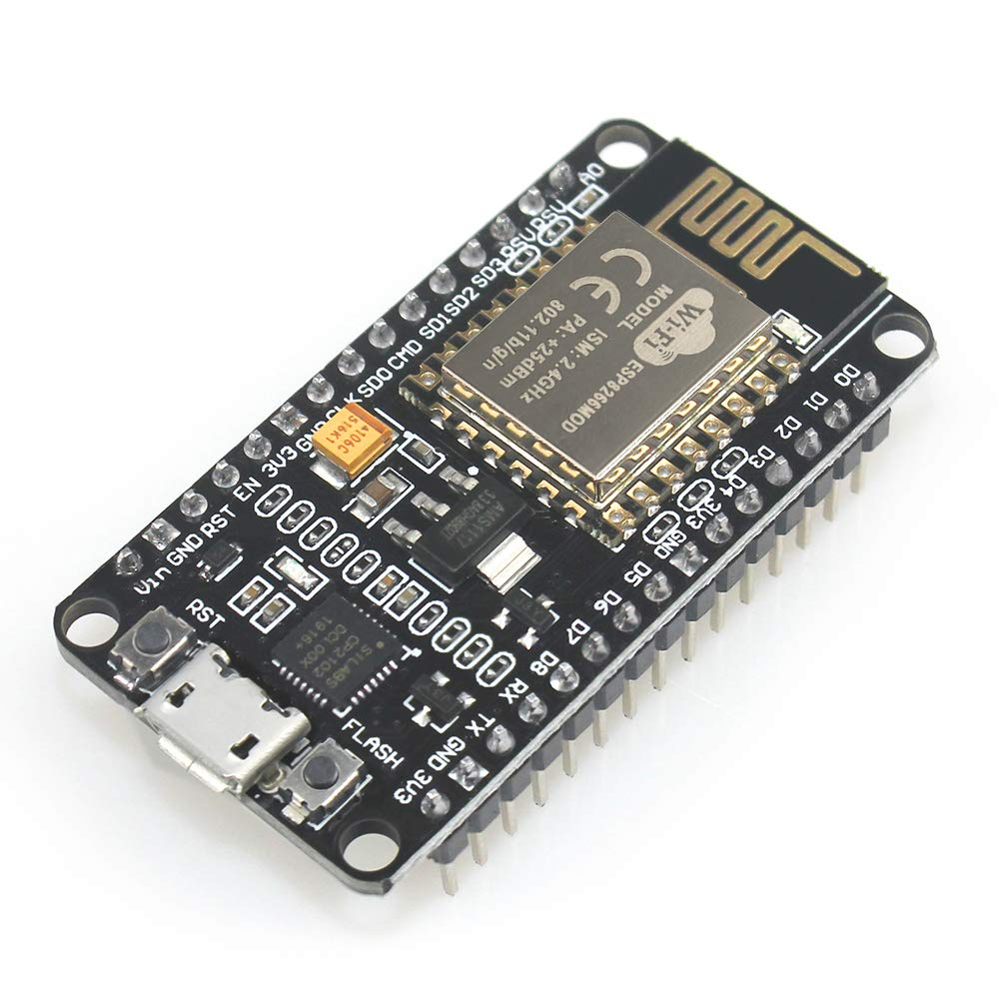 A0
RSV
RSV
SD3
SD2
SD1
CMD
SD0
CLK
GND
3V3
EN
RST
GND
Vin
Wi-Fi
MODEL ESP8266MOD
ISM: 2.4GHz
PA: +25dBm
802.11b/g/n
106C
516K1
AMS1117
SILABS
CP2102
DCL00X
1916+
RST
FLASH
D0
D1
D2
D3
D4
3V3
GND
D5
D6
D7
D8
RX
TX
GND
3V3